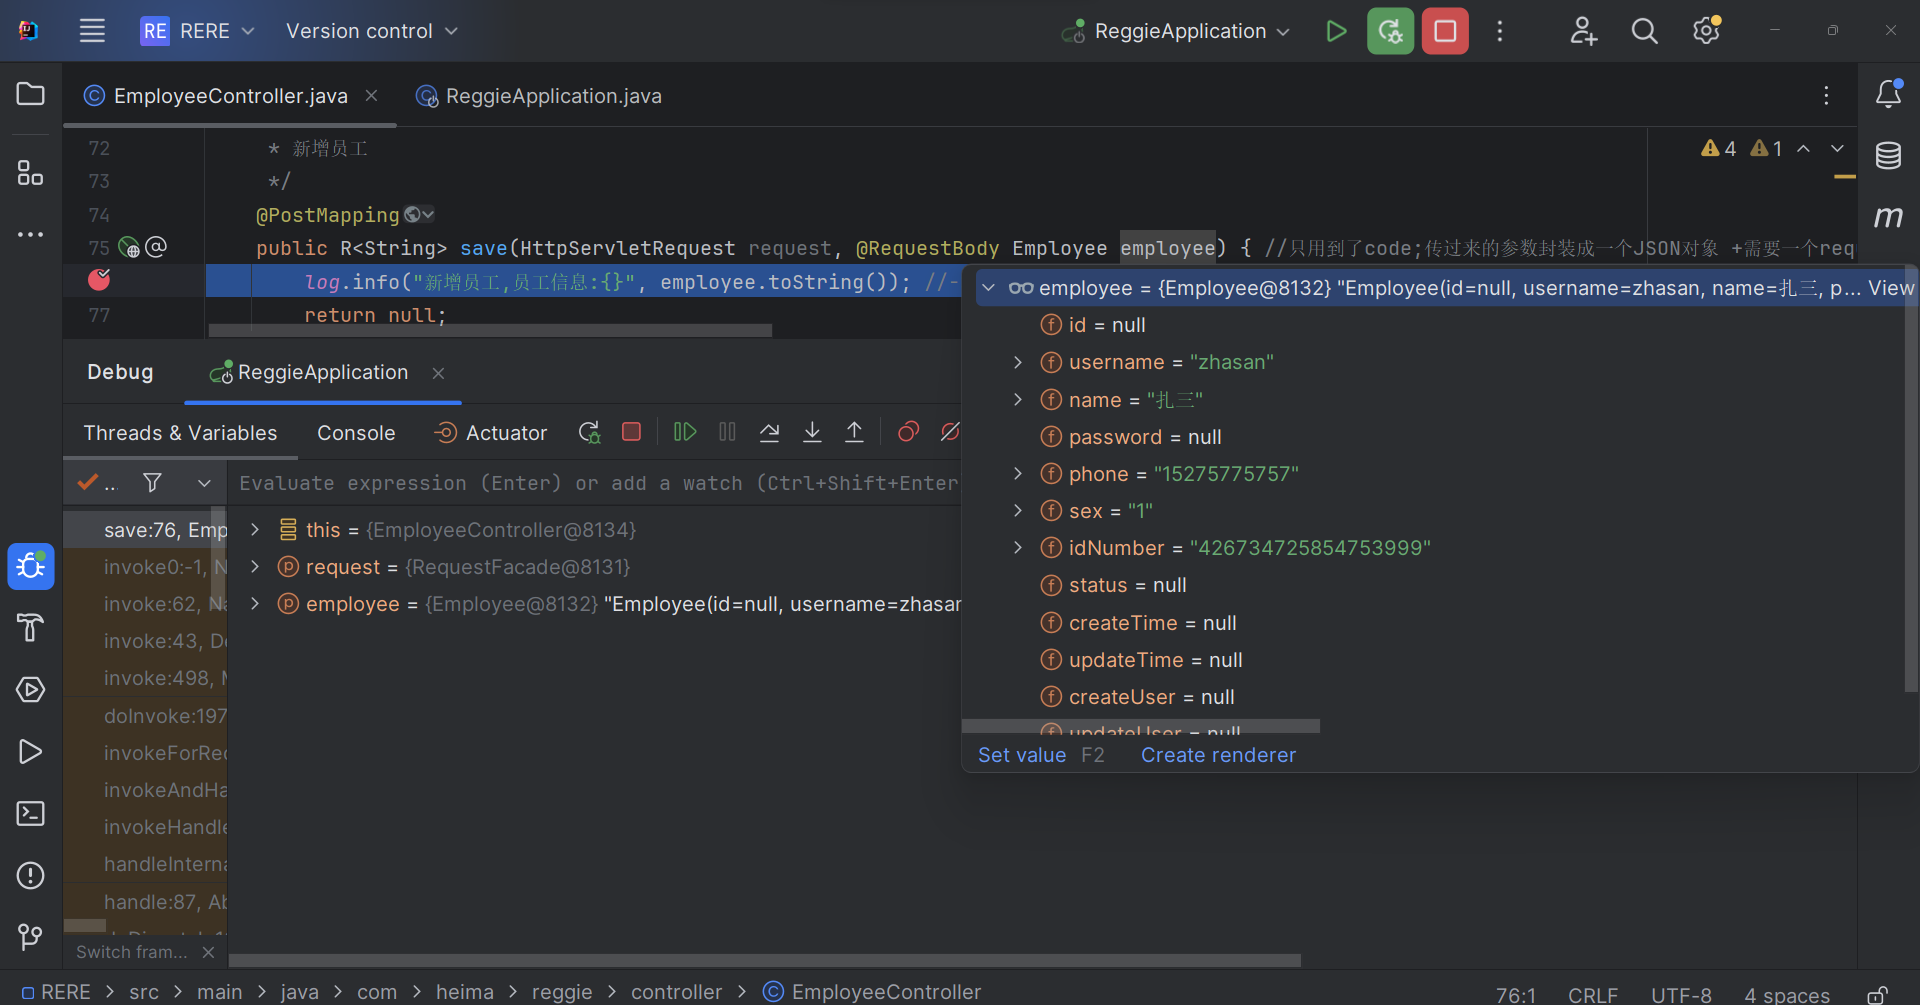 RE RERE Version control ReggieApplication
EmployeeController.java ReggieApplication.java
72 * 新增员工
4 1
73 */
74 @PostMapping
75 public R<String> save(HttpServletRequest request, @RequestBody Employee employee) { //只用到了code;传过来的参数封装成一个JSON对象 +需要一个req
log.info("新增员工,员工信息:{}", employee.toString()); //-
77 return null;
employee = {Employee@8132} "Employee(id=null, username=zhasan, name=扎三, p... View
id = null
username = "zhasan"
name = "扎三"
password = null
phone = "15275775757"
sex = "1"
idNumber = "426734725854753999"
status = null
createTime = null
updateTime = null
createUser = null
updateUser = null
Set value F2 Create renderer
Debug ReggieApplication
Threads & Variables Console Actuator
... Evaluate expression (Enter) or add a watch (Ctrl+Shift+Enter
save:76, Emp
invoke0:-1, N
invoke:62, Na
invoke:43, De
invoke:498, M
doInvoke:197
invokeForRec
invokeAndHa
invokeHandle
handleInterna
handle:87, Ab
Switch fram...
this = {EmployeeController@8134}
request = {RequestFacade@8131}
employee = {Employee@8132} "Employee(id=null, username=zhasan
RERE > src > main > java > com > heima > reggie > controller > EmployeeController
76:1 CRLF UTF-8 4 spaces